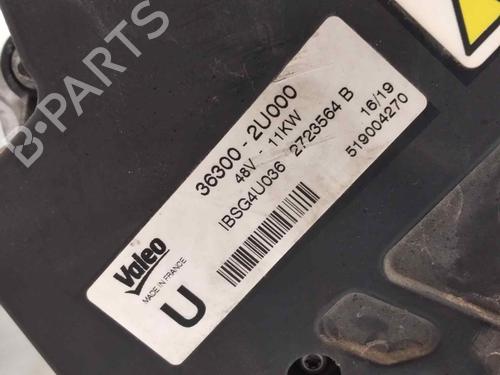 B-PARTS
36300 - 2U000
48V - 11KW
IBSG4U036 2723564 B
16/19
519004270
Valeo
MADE IN FRANCE
U